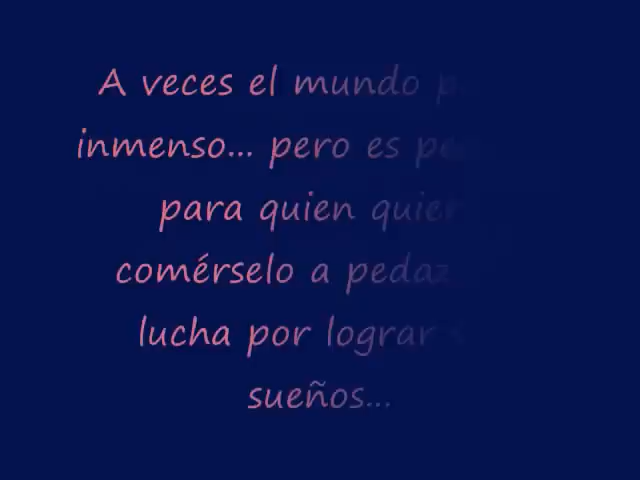 A veces el mundo
inmenso... pero es
para quien
comérselo a
lucha por lograr
sueños...